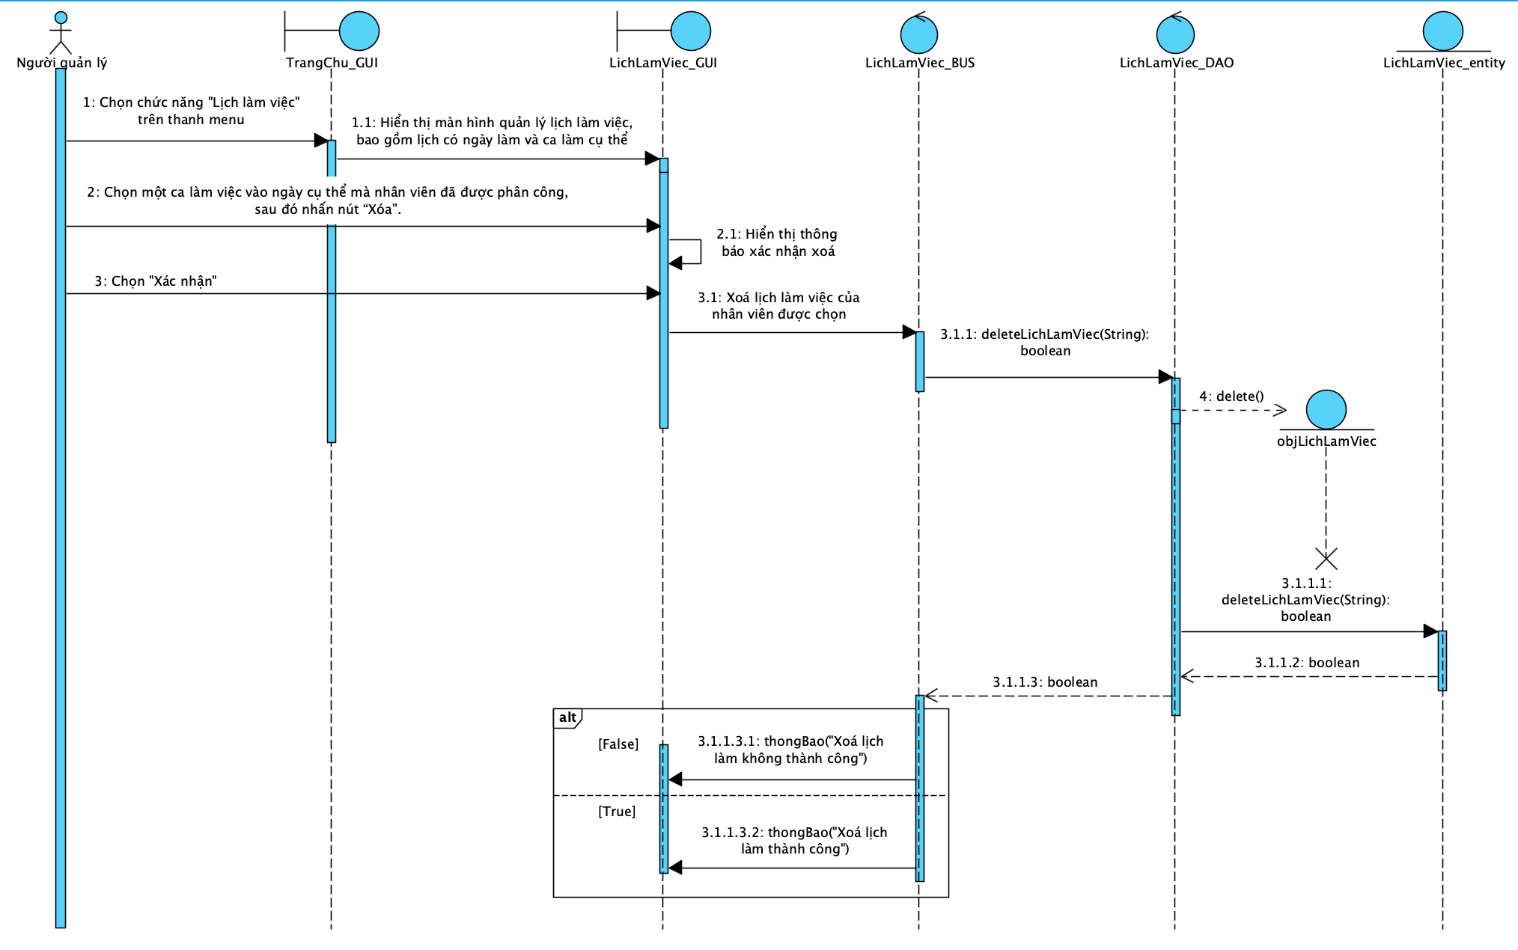 Người quản lý
TrangChu_GUI
LichLamViec_GUI
LichLamViec_BUS
LichLamViec_DAO
LichLamViec_entity
1: Chọn chức năng "Lịch làm việc"
trên thanh menu
1.1: Hiển thị màn hình quản lý lịch làm việc,
bao gồm lịch có ngày làm và ca làm cụ thể
2: Chọn một ca làm việc vào ngày cụ thể mà nhân viên đã được phân công,
sau đó nhấn nút “Xóa”.
2.1: Hiển thị thông
báo xác nhận xoá
3: Chọn "Xác nhận"
3.1: Xoá lịch làm việc của
nhân viên được chọn
3.1.1: deleteLichLamViec(String):
boolean
4: delete()
objLichLamViec
3.1.1.1:
deleteLichLamViec(String):
boolean
3.1.1.2: boolean
3.1.1.3: boolean
alt
[False]
3.1.1.3.1: thongBao("Xoá lịch
làm không thành công")
[True]
3.1.1.3.2: thongBao("Xoá lịch
làm thành công")